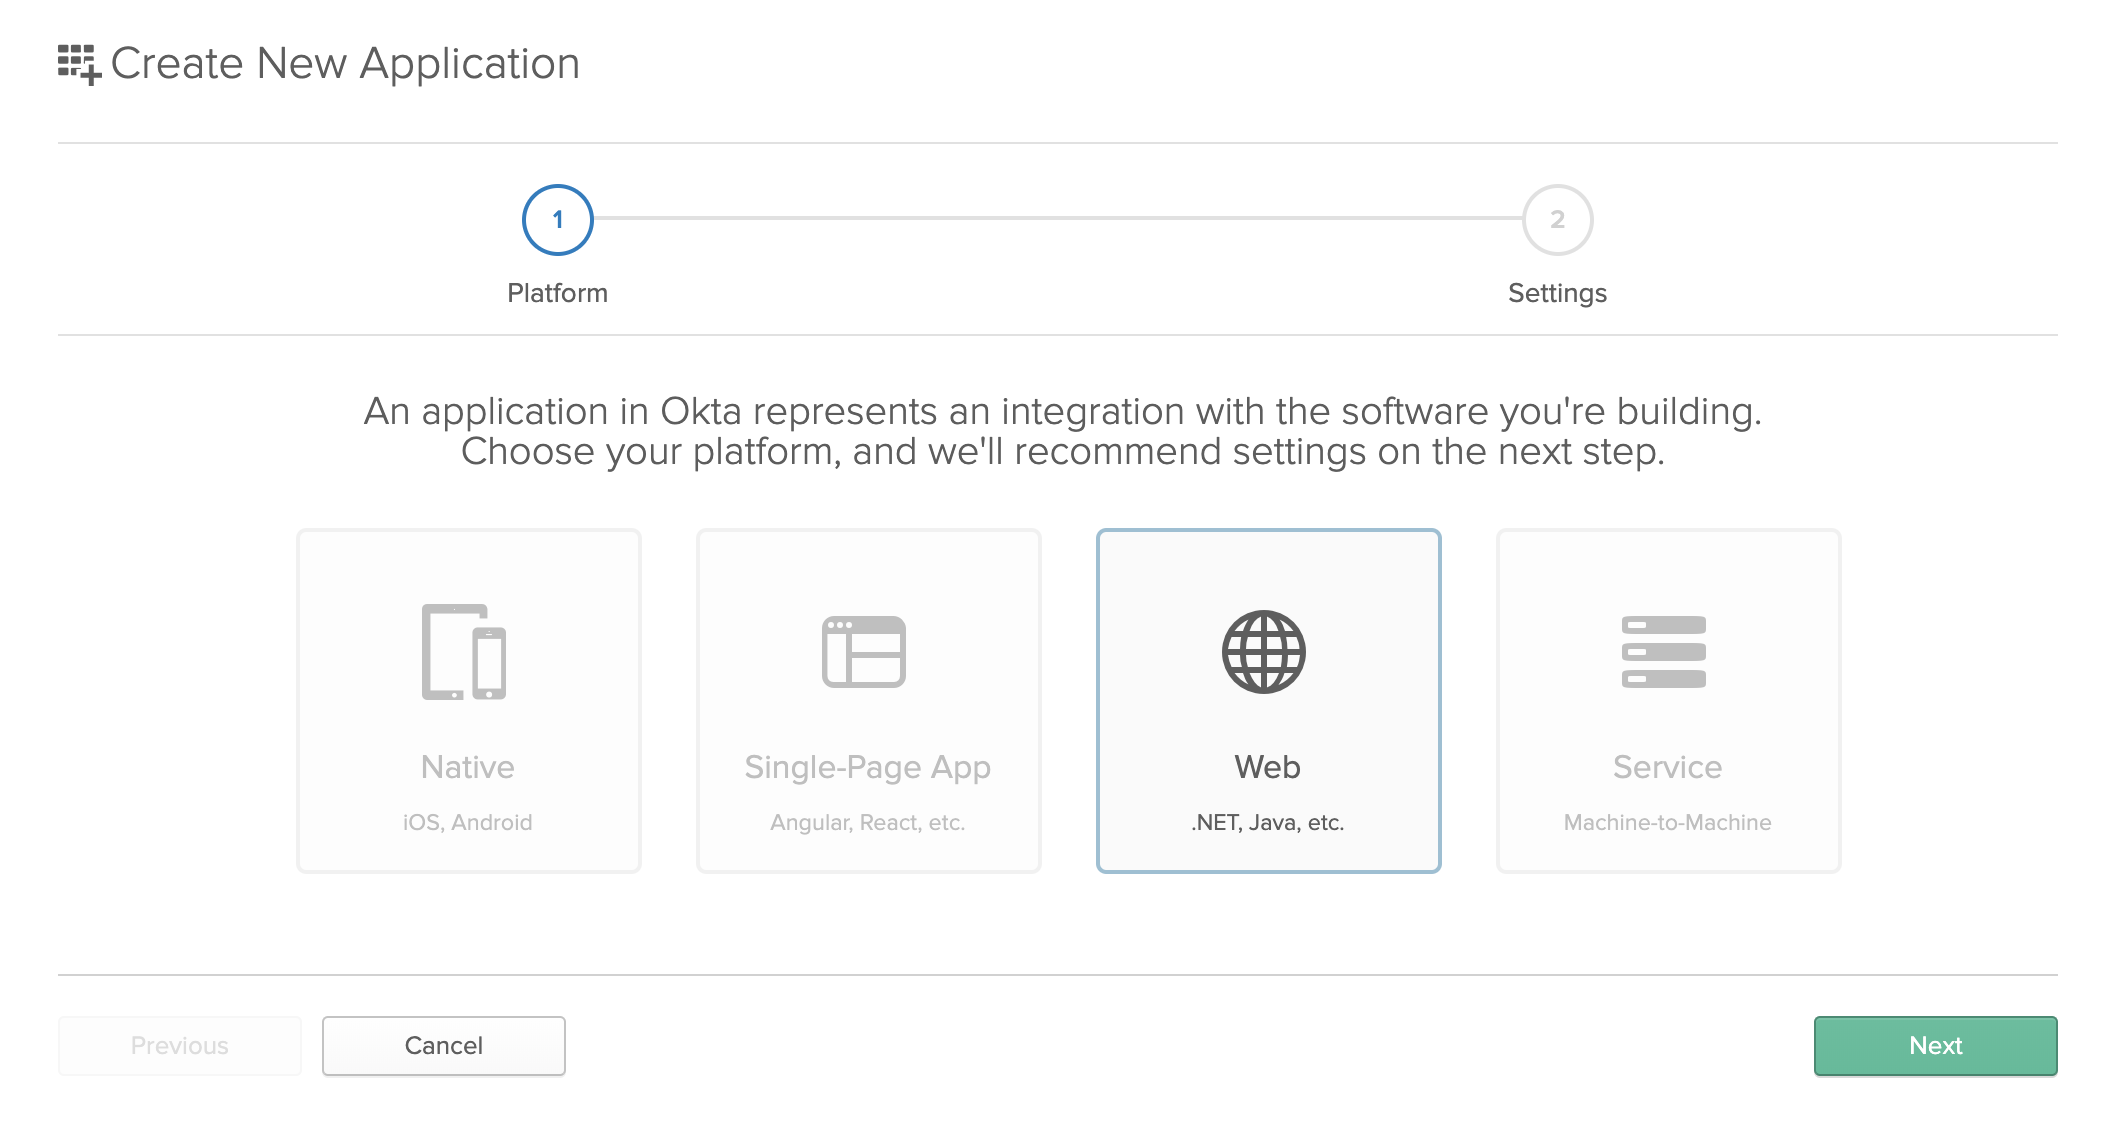 Create New Application
1
2
Platform
Settings
An application in Okta represents an integration with the software you're building.
Choose your platform, and we'll recommend settings on the next step.
Native
iOS, Android
Single-Page App
Angular, React, etc.
Web
.NET, Java, etc.
Service
Machine-to-Machine
Previous
Cancel
Next